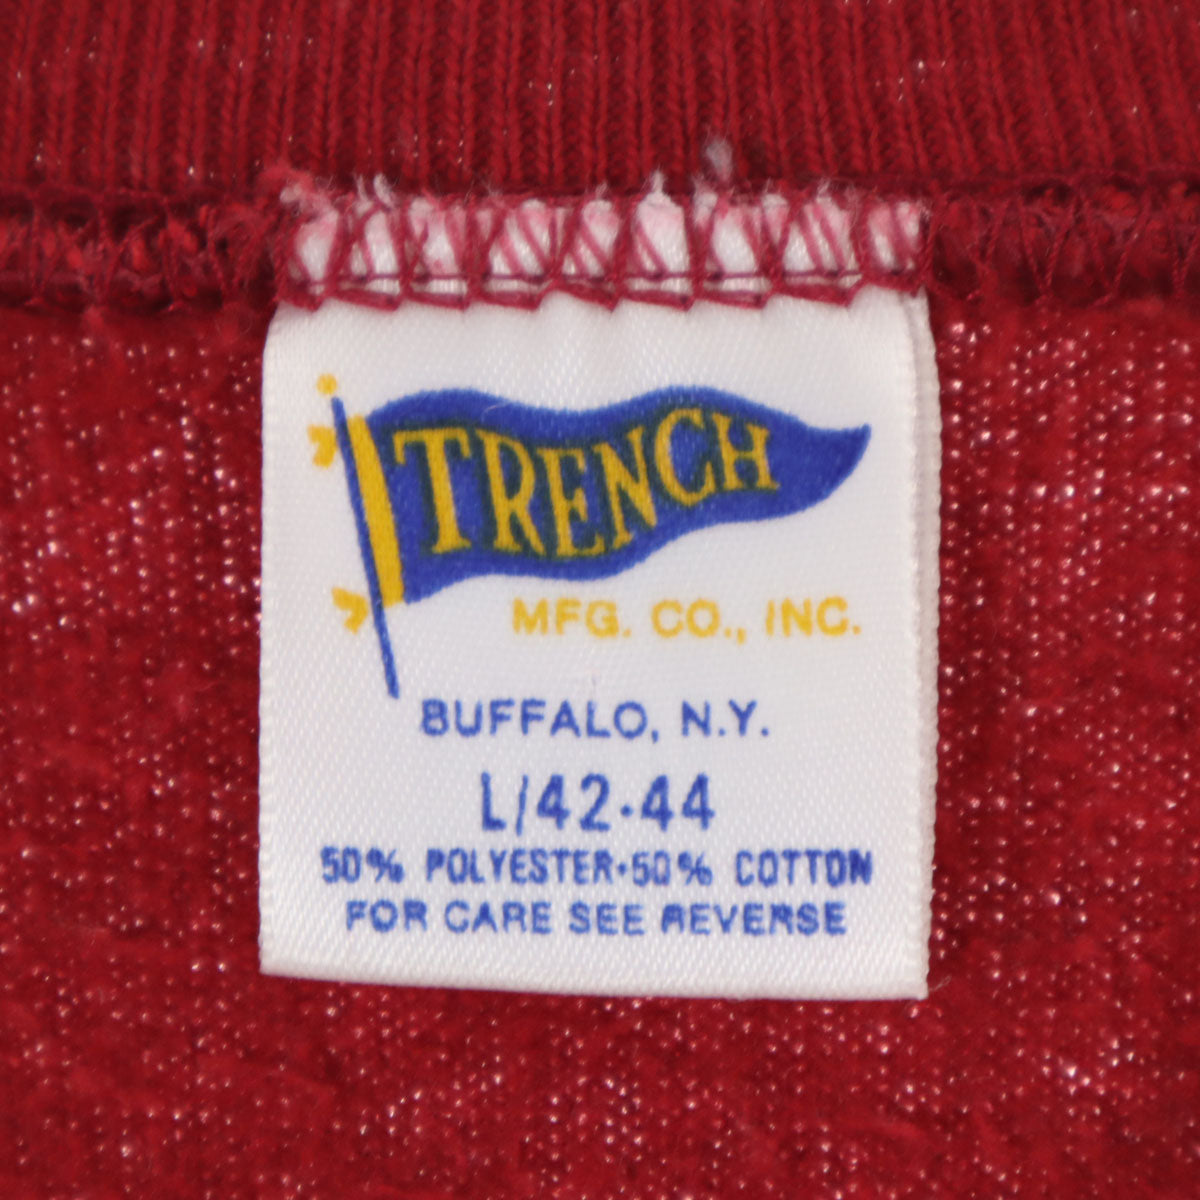 TRENCH
MFG. CO., INC.
BUFFALO, N.Y.
L/42·44
50% POLYESTER·50% COTTON
FOR CARE SEE REVERSE